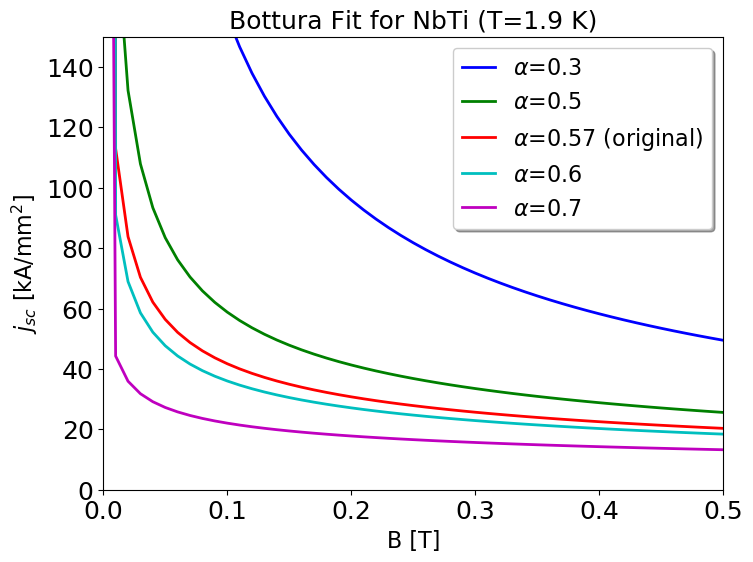 Bottura Fit for NbTi (T=1.9 K)
140
120
100
80
60
40
20
0
j_sc [kA/mm²]
α=0.3
α=0.5
α=0.57 (original)
α=0.6
α=0.7
0.0 0.1 0.2 0.3 0.4 0.5
B [T]